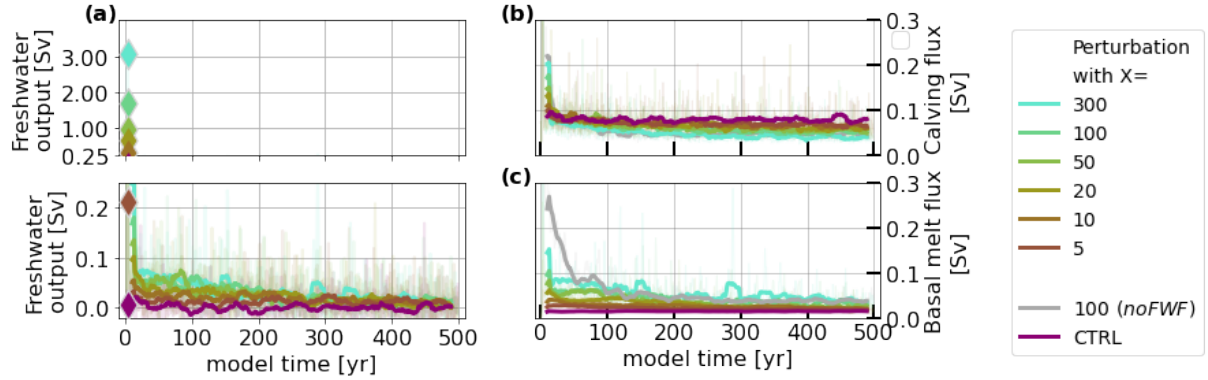 (a)
Freshwater
output [Sv]
3.00
2.00
1.00
0.25
Freshwater
output [Sv]
0.2
0.1
0.0
0 100 200 300 400 500
model time [yr]
(b)
0.3
0.2
0.1
0.0
Calving flux
[Sv]
(c)
0.3
0.2
0.1
0.0
Basal melt flux
[Sv]
0 100 200 300 400 500
model time [yr]
Perturbation
with X=
300
100
50
20
10
5
100 (noFWF)
CTRL